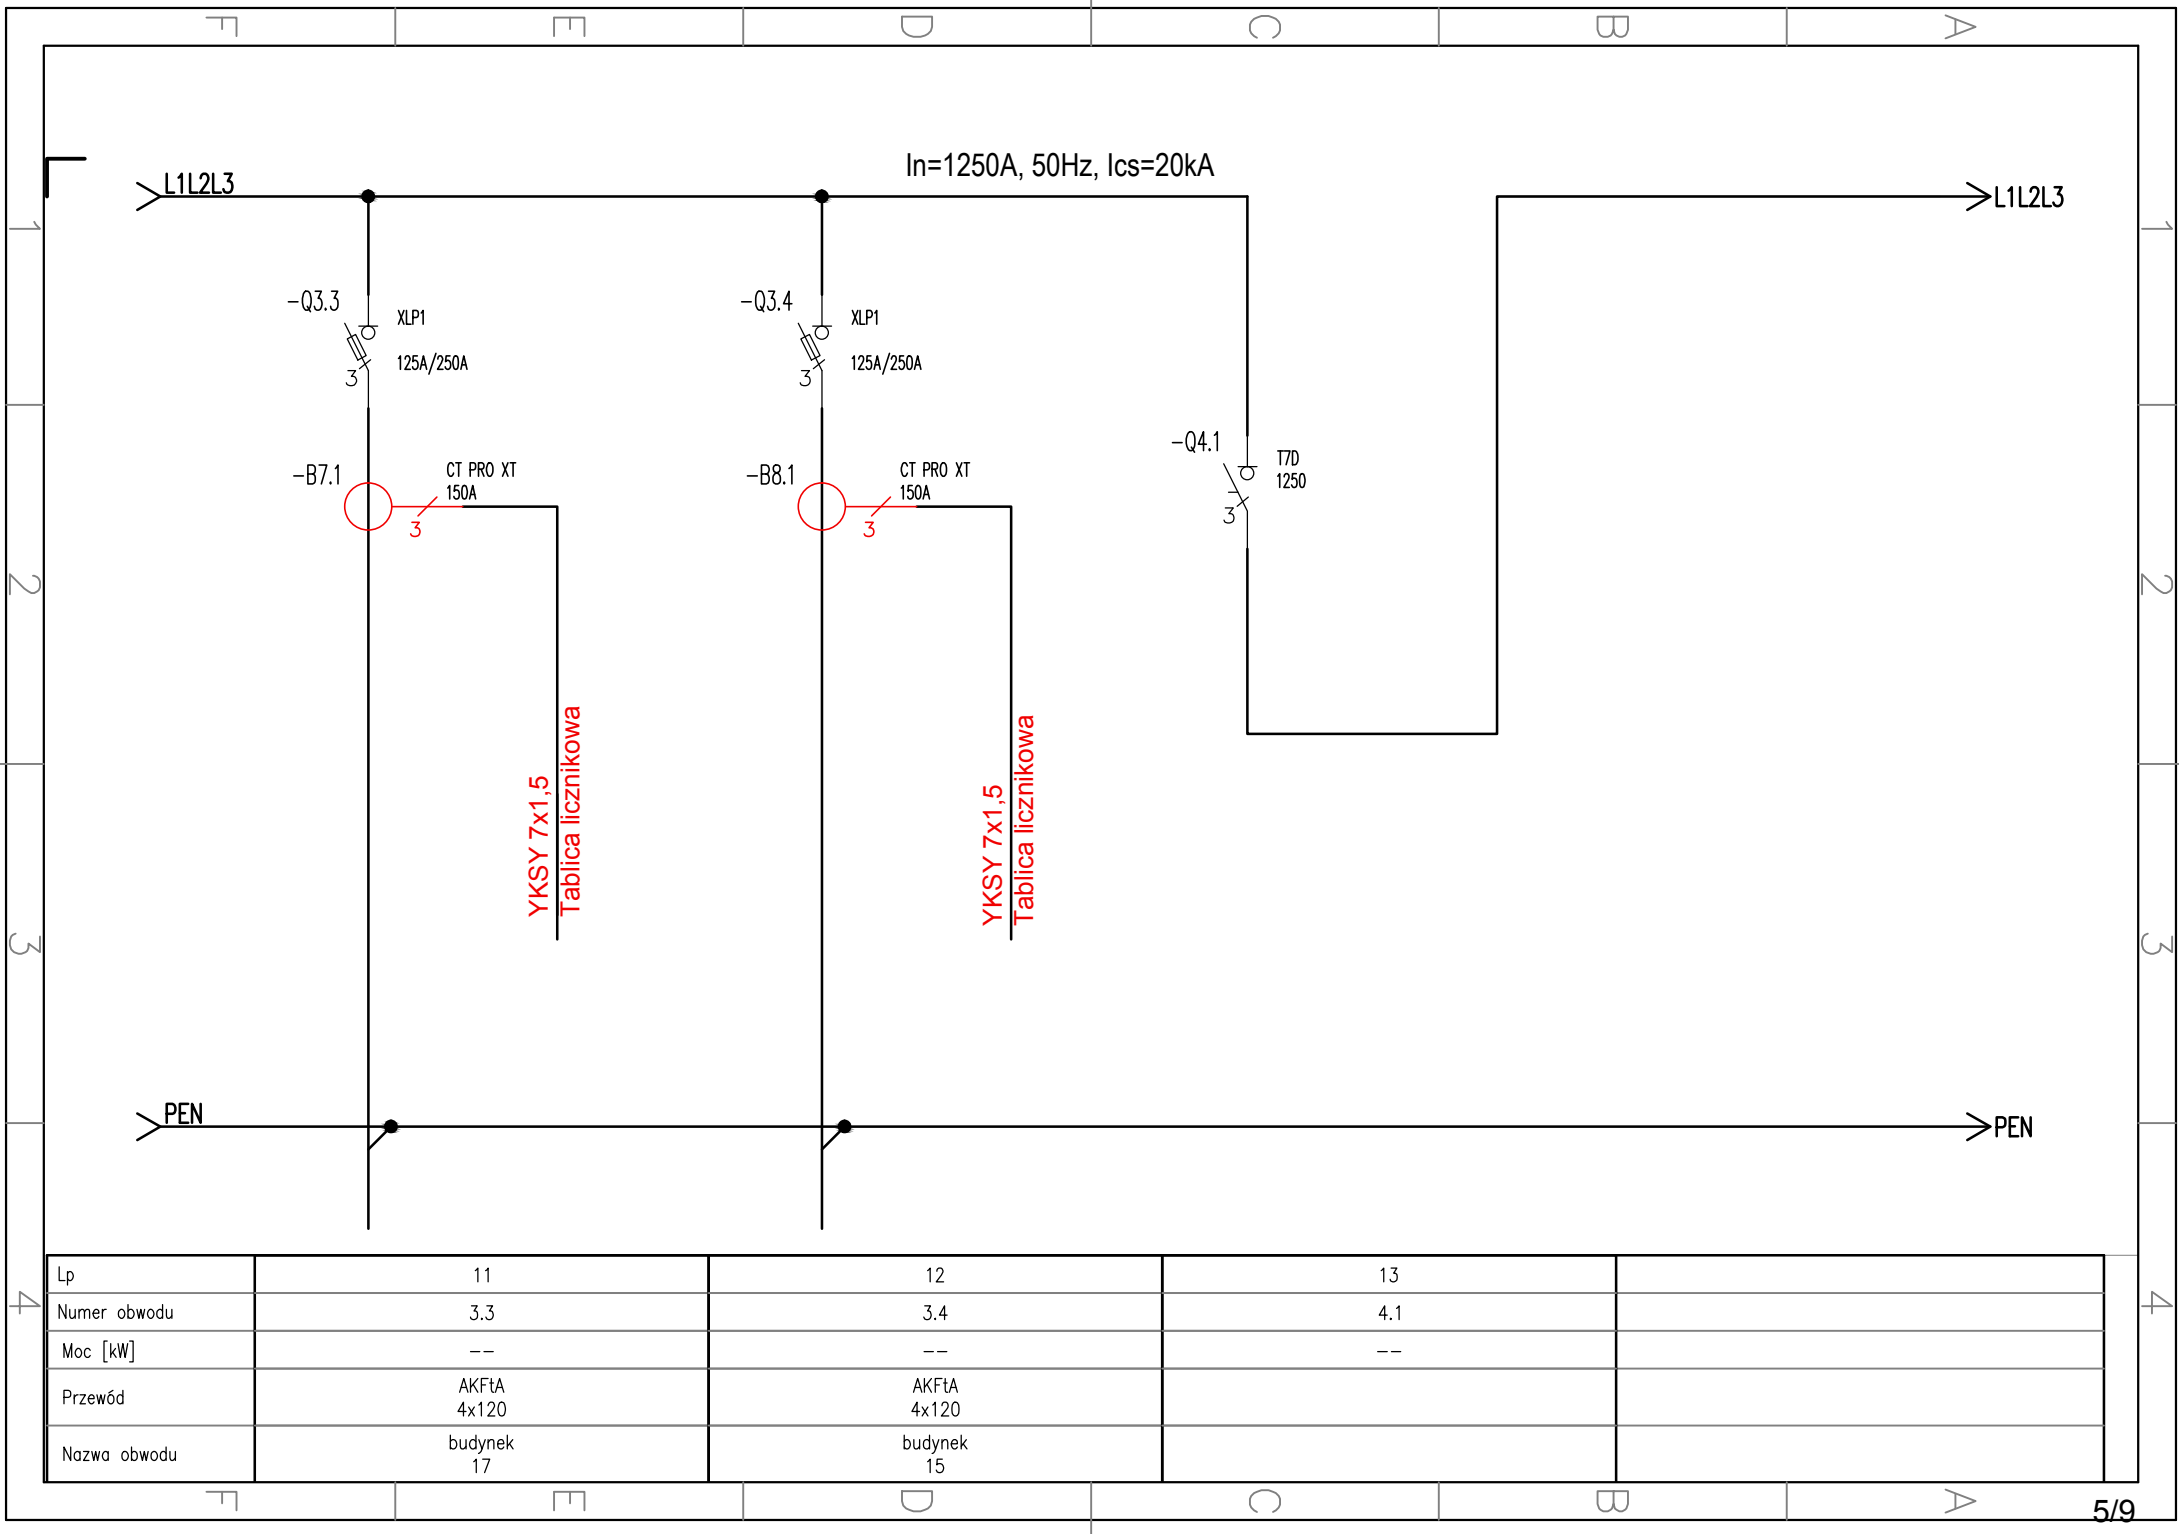 F E D C B A
In=1250A, 50Hz, Ics=20kA
L1L2L3
L1L2L3
1
1
-Q3.3
XLP1
125A/250A
3
-Q3.4
XLP1
125A/250A
3
-Q4.1
T7D
1250
3
-B7.1
CT PRO XT
150A
3
-B8.1
CT PRO XT
150A
3
2
2
YKSY 7x1,5
Tablica licznikowa
YKSY 7x1,5
Tablica licznikowa
3
3
PEN
PEN
4
4
Lp 11 12 13
Numer obwodu 3.3 3.4 4.1
Moc [kW] -- -- --
Przewód AKFtA 4x120 AKFtA 4x120
Nazwa obwodu budynek 17 budynek 15
F E D C B A
5/9